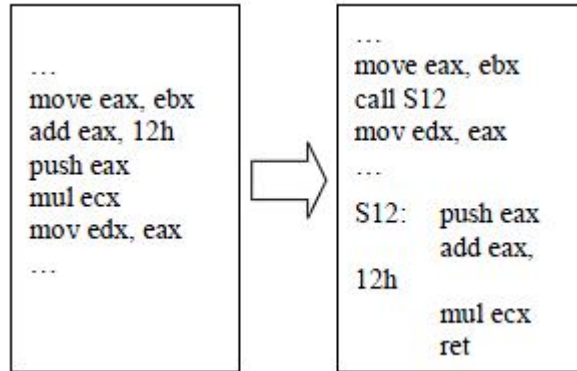 …
move eax, ebx
add eax, 12h
push eax
mul ecx
mov edx, eax
…
…
move eax, ebx
call S12
mov edx, eax
…
S12: push eax
add eax,
12h
mul ecx
ret